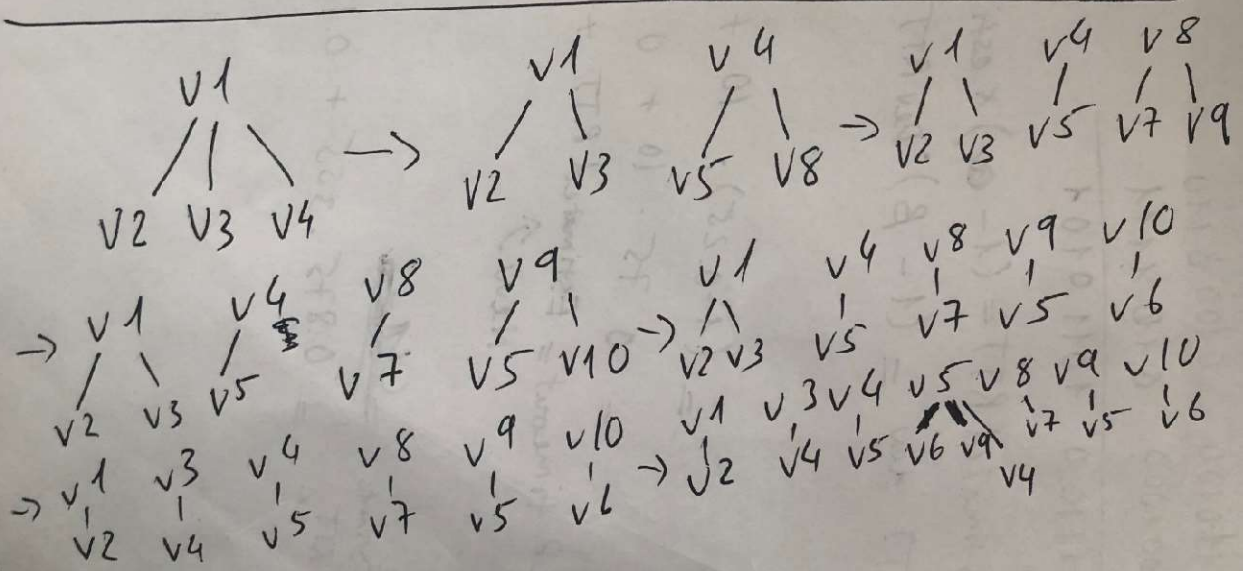 v1 → v1 v4 → v1 v4 v8
v2 v3 v4 v2 v3 v5 v8 v2 v3 v5 v7 v9
→ v1 v4 v8 v9 → v1 v4 v8 v9 v10
v2 v3 v5 v7 v5 v10 v2 v3 v5 v7 v5 v6
→ v1 v3 v4 v8 v9 v10 → v1 v3 v4 v5 v8 v9 v10
v2 v4 v5 v7 v5 v6 v2 v4 v5 v6 v9 v4 v7 v5 v6